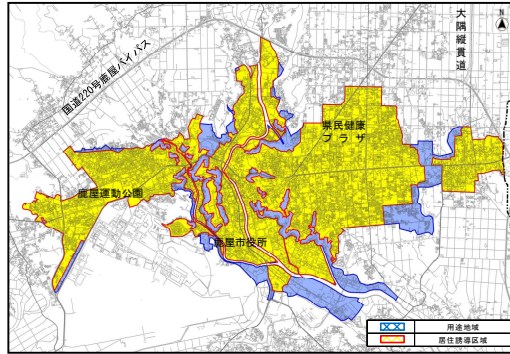 大隅縦貫道
N
国道220号鹿屋バイパス
県民健康
プラザ
鹿屋運動公園
鹿屋市役所
用途地域
居住誘導区域